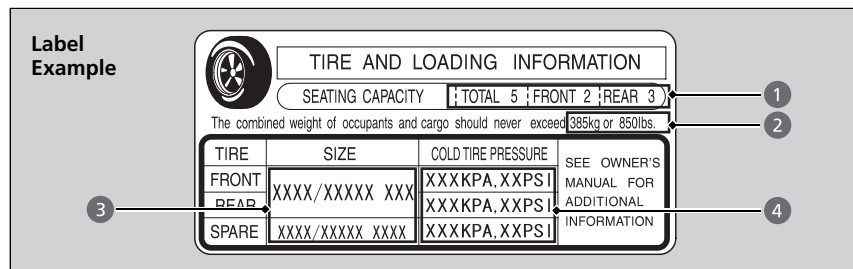 Label
Example
TIRE AND LOADING INFORMATION
SEATING CAPACITY TOTAL 5 FRONT 2 REAR 3
1
The combined weight of occupants and cargo should never exceed 385kg or 850lbs.
2
TIRE SIZE COLD TIRE PRESSURE
SEE OWNER'S
MANUAL FOR
ADDITIONAL
INFORMATION
FRONT XXXX/XXXXX XXX XXXKPA,XXPSI
REAR XXXKPA,XXPSI
3
4
SPARE XXXX/XXXXX XXXX XXXKPA,XXPSI